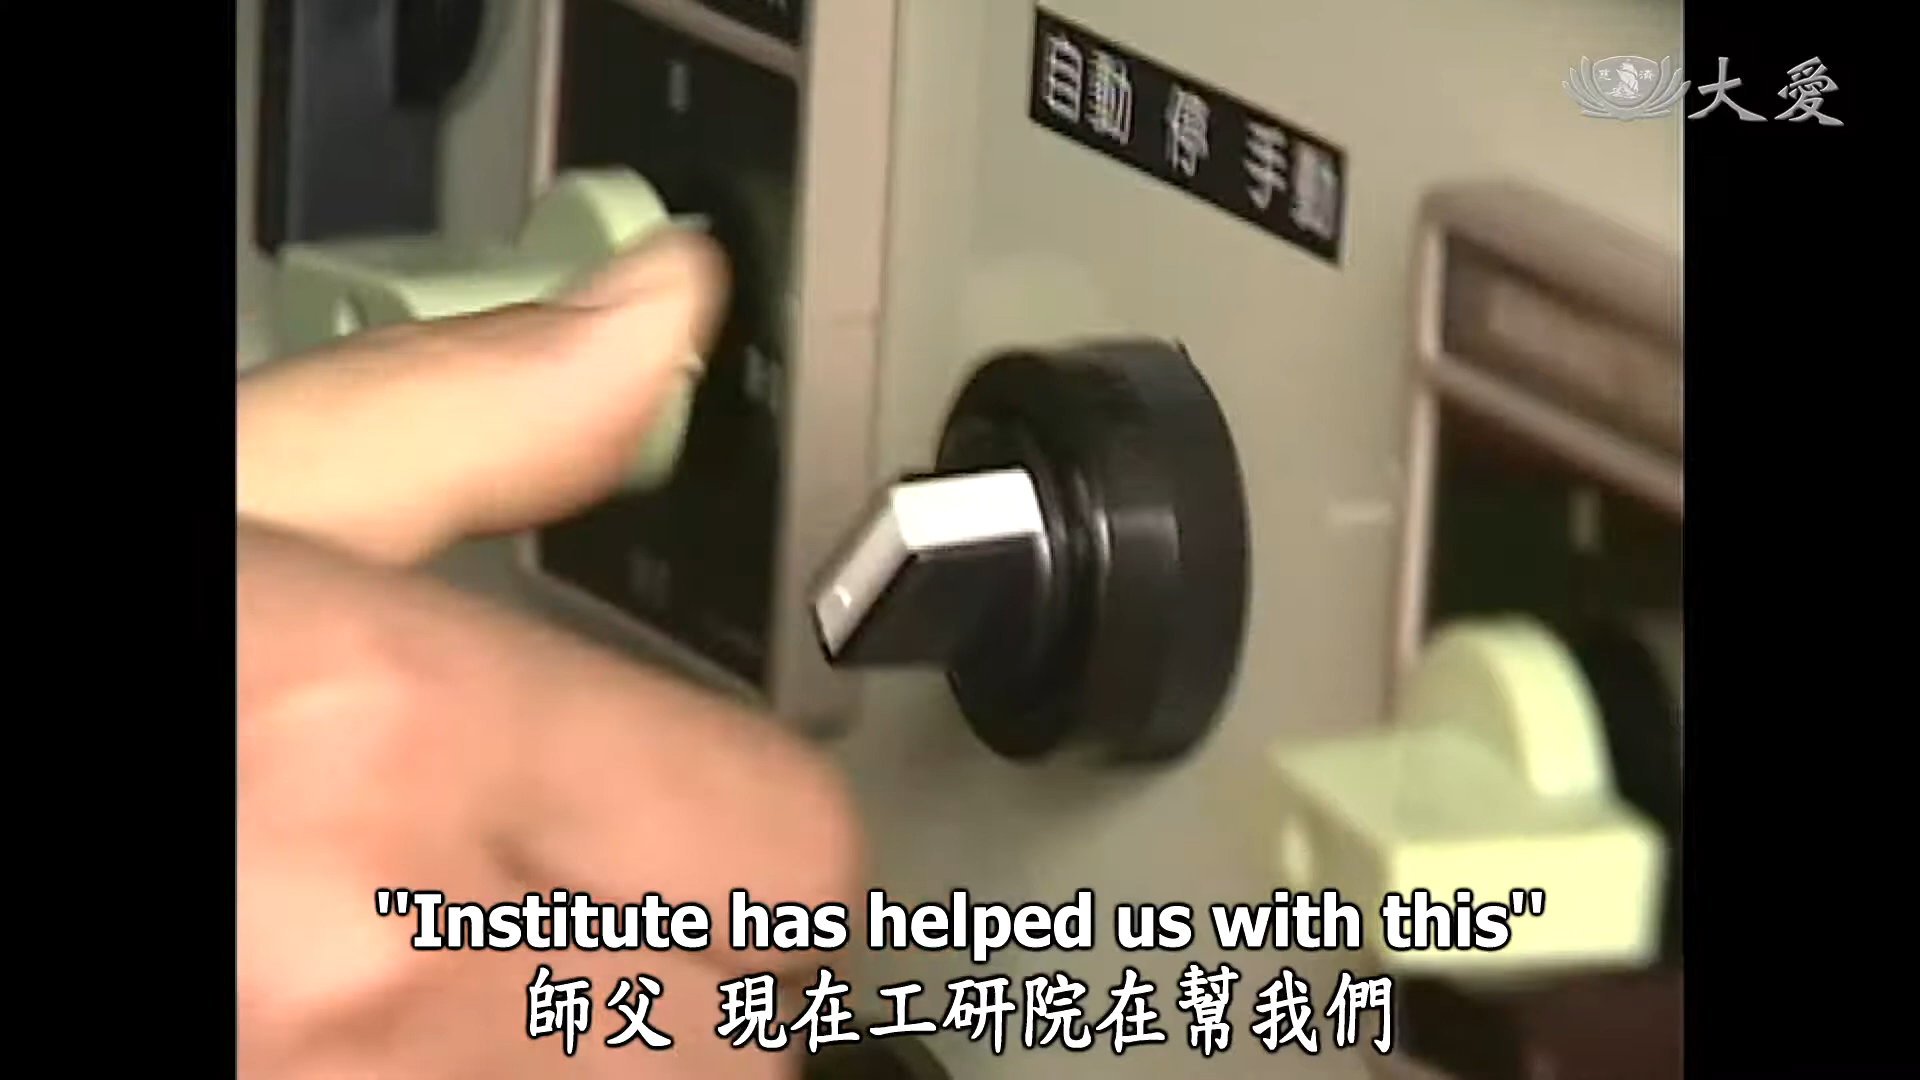 自動 停 手動
大愛
"Institute has helped us with this"
師父 現在工研院在幫我們